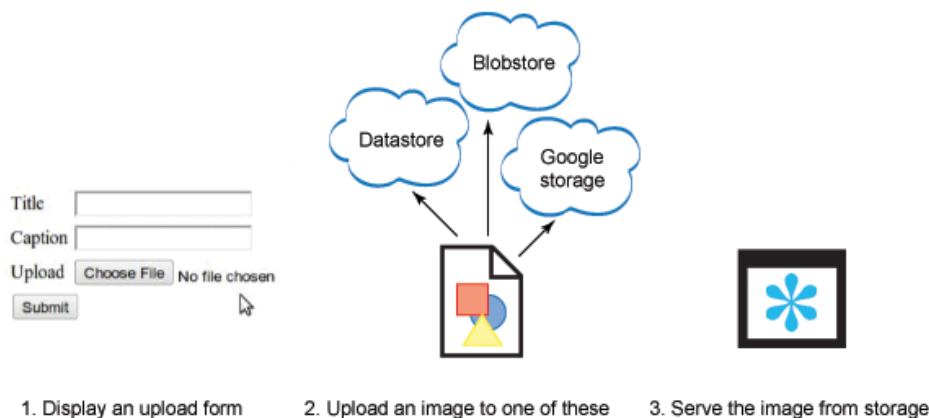 Blobstore
Datastore
Google
storage
Title
Caption
Upload Choose File No file chosen
Submit
1. Display an upload form
2. Upload an image to one of these
3. Serve the image from storage